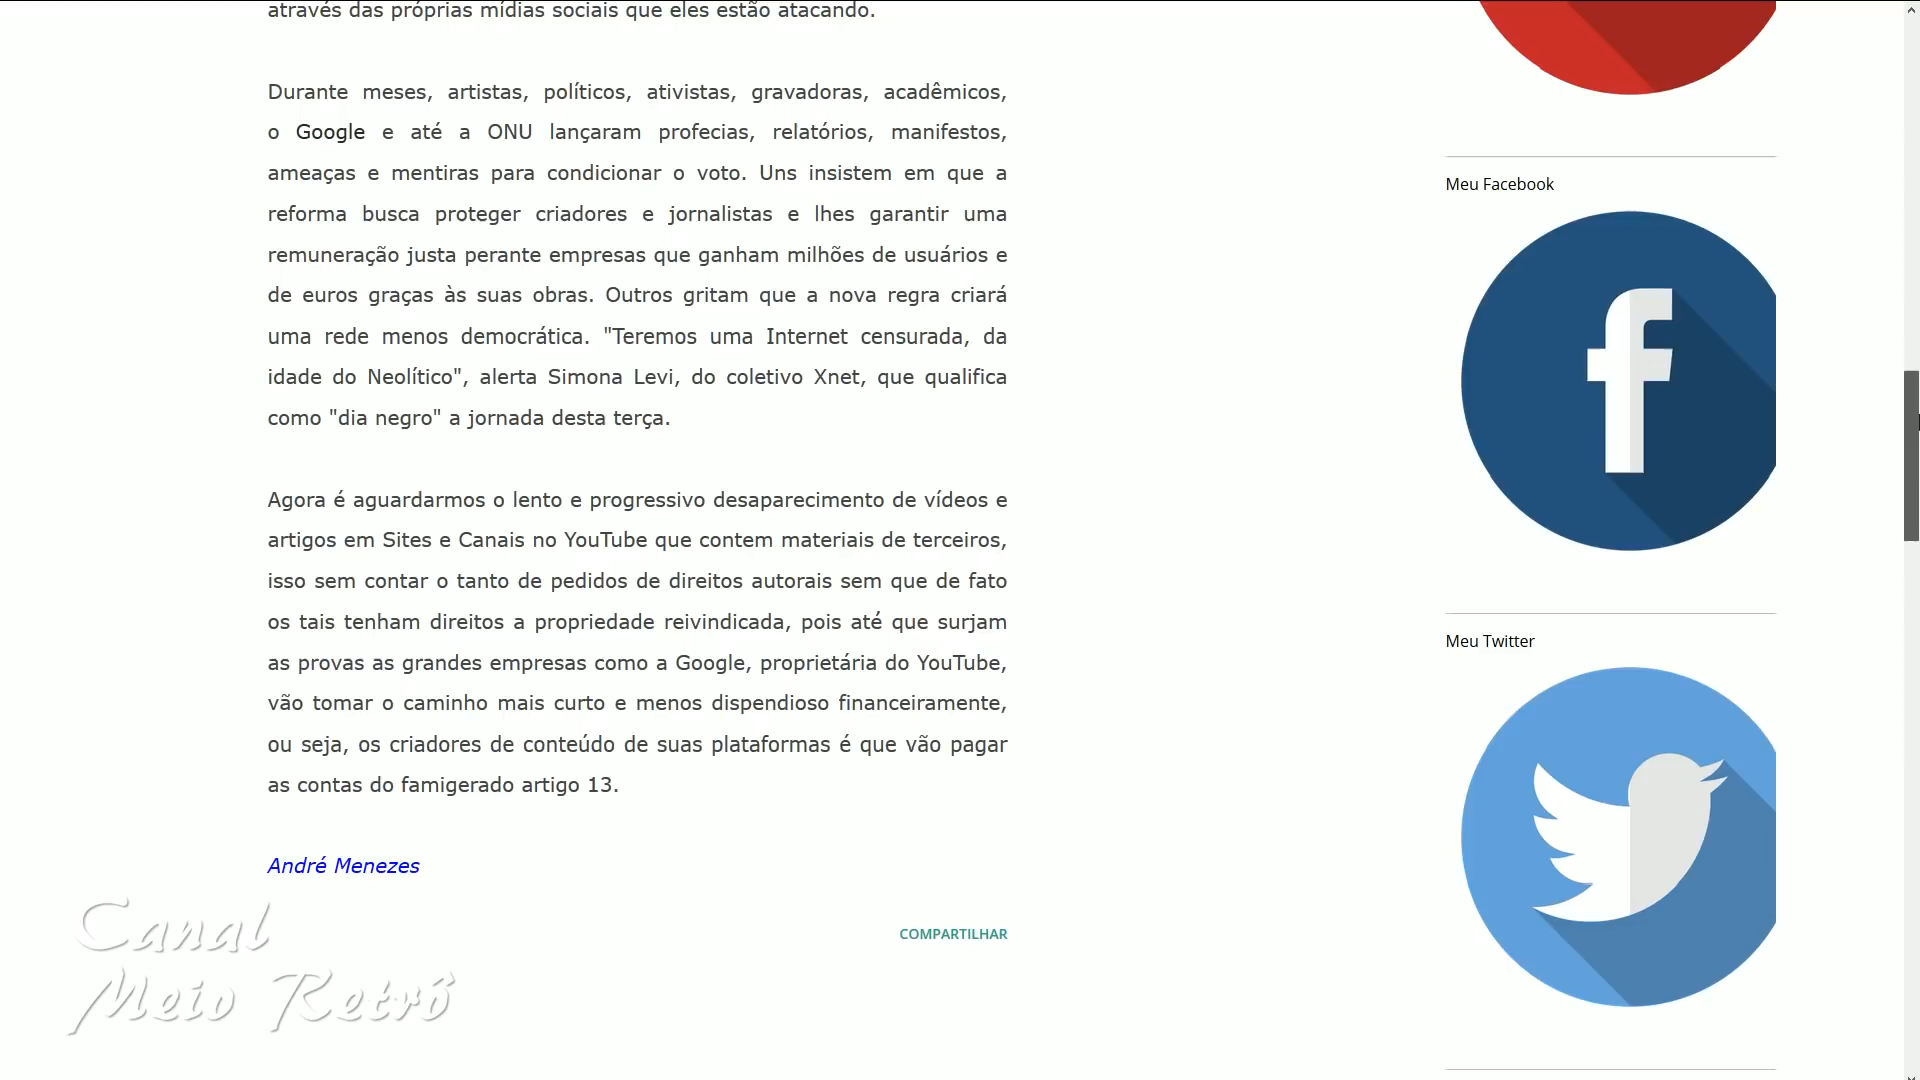 através das próprias mídias sociais que eles estão atacando.
Durante meses, artistas, políticos, ativistas, gravadoras, acadêmicos,
o Google e até a ONU lançaram profecias, relatórios, manifestos,
ameaças e mentiras para condicionar o voto. Uns insistem em que a
reforma busca proteger criadores e jornalistas e lhes garantir uma
remuneração justa perante empresas que ganham milhões de usuários e
de euros graças às suas obras. Outros gritam que a nova regra criará
uma rede menos democrática. "Teremos uma Internet censurada, da
idade do Neolítico", alerta Simona Levi, do coletivo Xnet, que qualifica
como "dia negro" a jornada desta terça.
Agora é aguardarmos o lento e progressivo desaparecimento de vídeos e
artigos em Sites e Canais no YouTube que contem materiais de terceiros,
isso sem contar o tanto de pedidos de direitos autorais sem que de fato
os tais tenham direitos a propriedade reivindicada, pois até que surjam
as provas as grandes empresas como a Google, proprietária do YouTube,
vão tomar o caminho mais curto e menos dispendioso financeiramente,
ou seja, os criadores de conteúdo de suas plataformas é que vão pagar
as contas do famigerado artigo 13.
André Menezes
COMPARTILHAR
Meu Facebook
Meu Twitter
Canal
Meio Retrô